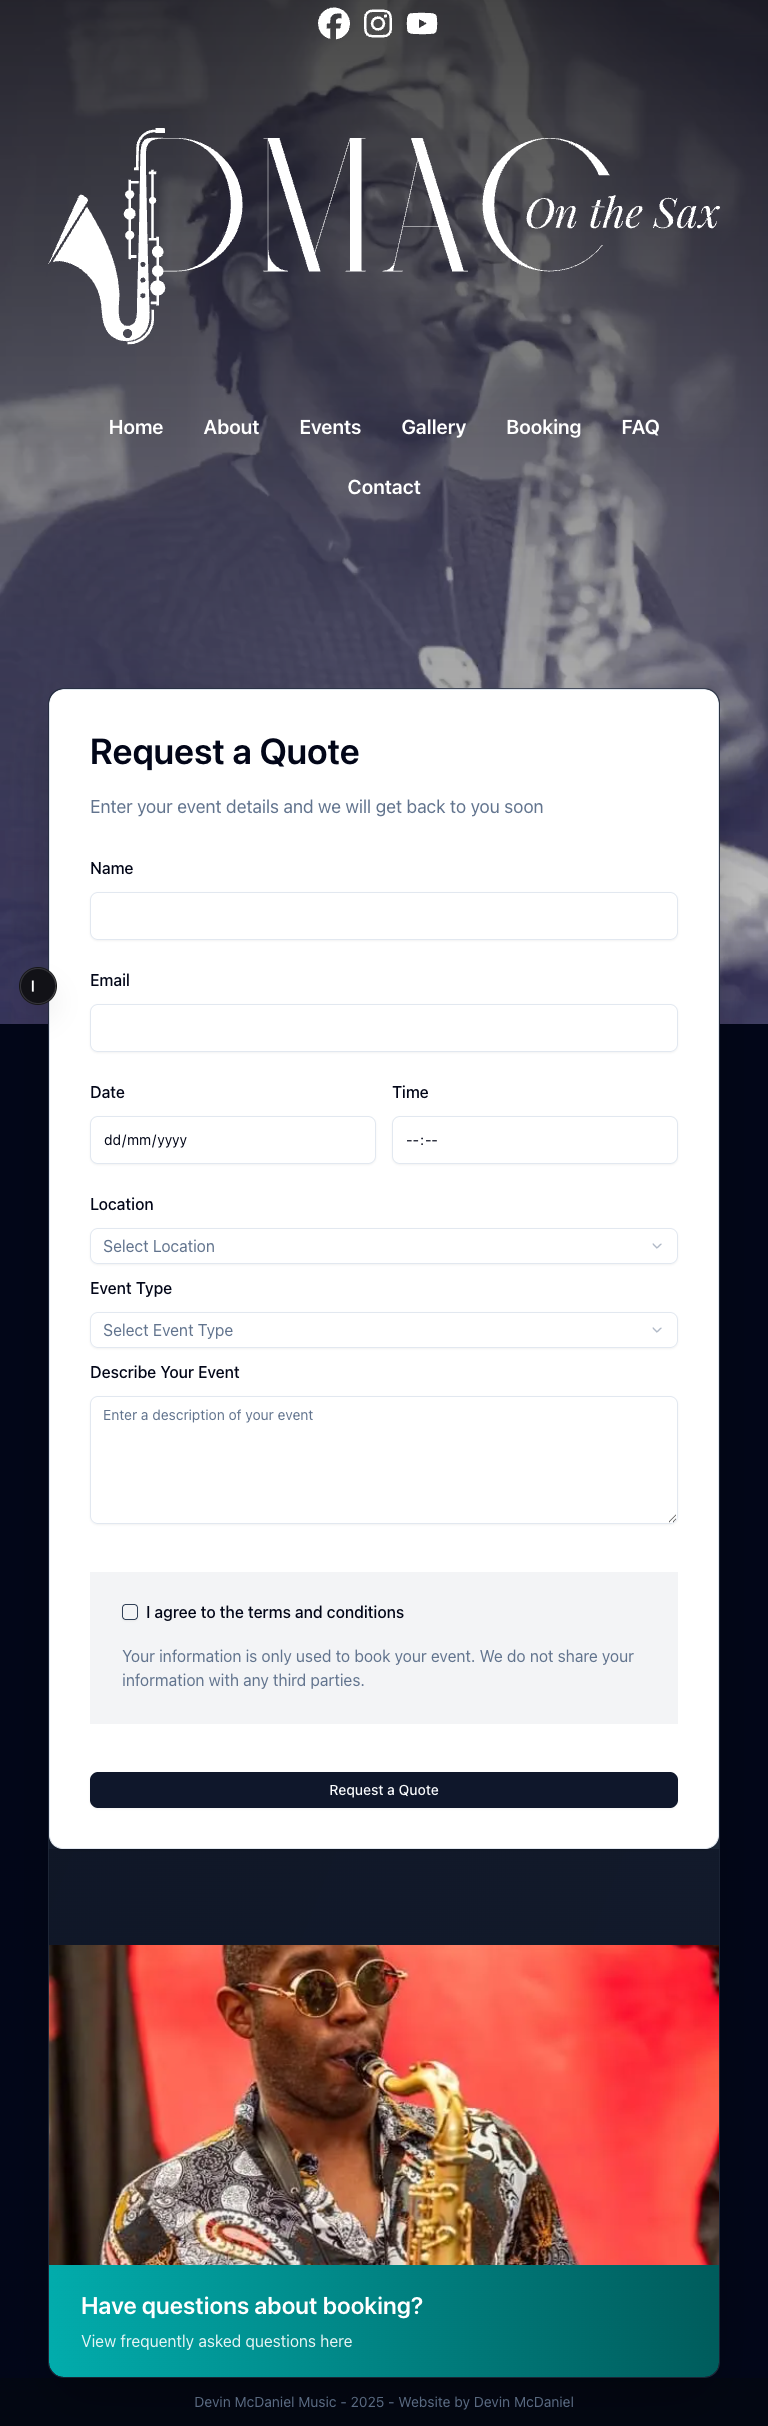 DMAC
On the Sax
Home About Events Gallery Booking FAQ
Contact
Request a Quote
Enter your event details and we will get back to you soon
Name
Email
Date Time
dd/mm/yyyy --:--
Location
Select Location
Event Type
Select Event Type
Describe Your Event
Enter a description of your event
I agree to the terms and conditions
Your information is only used to book your event. We do not share your
information with any third parties.
Request a Quote
Have questions about booking?
View frequently asked questions here
Devin McDaniel Music - 2025 - Website by Devin McDaniel